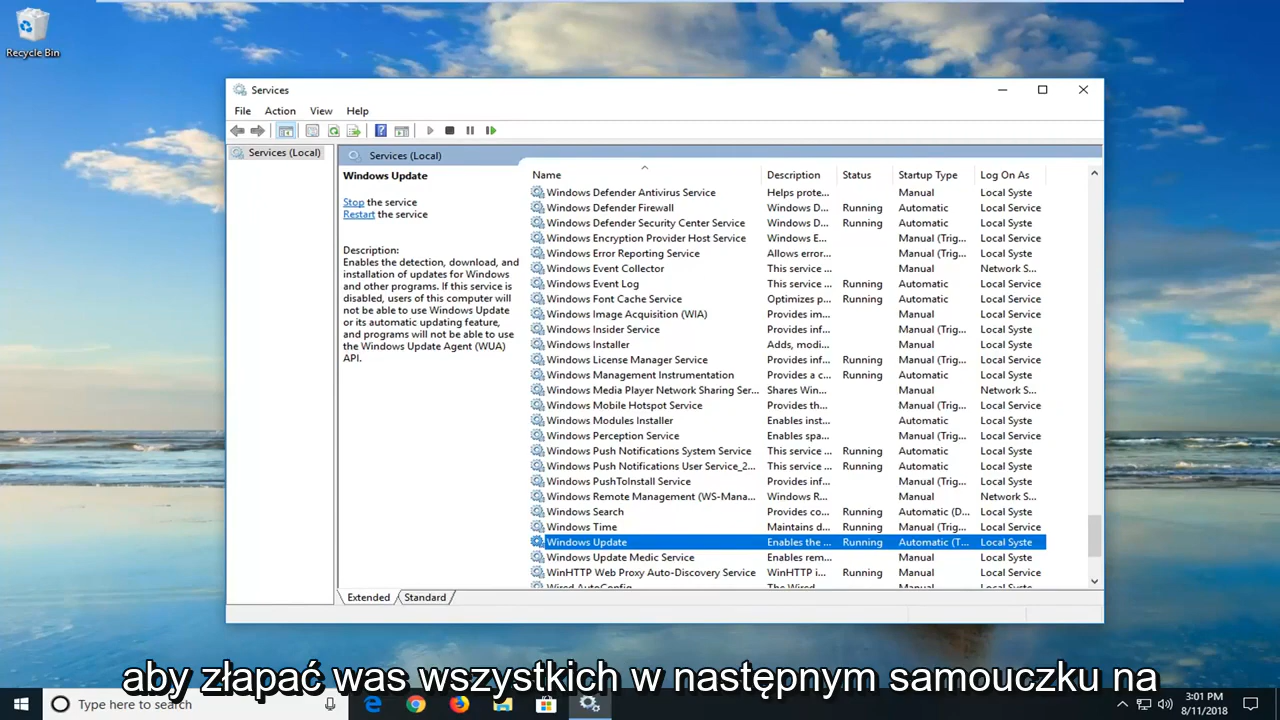 Recycle Bin
Services
File Action View Help
Services (Local)
Services (Local)
Windows Update
Stop the service
Restart the service
Description:
Enables the detection, download, and
installation of updates for Windows
and other programs. If this service is
disabled, users of this computer will
not be able to use Windows Update
or its automatic updating feature,
and programs will not be able to use
the Windows Update Agent (WUA)
API.
Name Description Status Startup Type Log On As
Windows Defender Antivirus Service Helps prote... Manual Local Syste
Windows Defender Firewall Windows D... Running Automatic Local Service
Windows Defender Security Center Service Windows D... Running Automatic Local Service
Windows Encryption Provider Host Service Windows E... Manual (Trig... Local Service
Windows Error Reporting Service Allows error... Manual (Trig... Local Syste
Windows Event Collector This service ... Manual Network S...
Windows Event Log This service ... Running Automatic Local Service
Windows Font Cache Service Optimizes p... Running Automatic Local Service
Windows Image Acquisition (WIA) Provides im... Manual Local Service
Windows Insider Service Provides inf... Manual (Trig... Local Syste
Windows Installer Adds, modi... Manual Local Syste
Windows License Manager Service Provides inf... Running Manual (Trig... Local Service
Windows Management Instrumentation Provides a c... Running Automatic Local Syste
Windows Media Player Network Sharing Ser... Shares Win... Manual Network S...
Windows Mobile Hotspot Service Provides th... Manual (Trig... Local Service
Windows Modules Installer Enables inst... Manual Local Syste
Windows Perception Service Enables spa... Manual (Trig... Local Service
Windows Push Notifications System Service This service ... Running Automatic Local Syste
Windows Push Notifications User Service_2... This service ... Running Automatic Local Syste
Windows PushToInstall Service Provides inf... Manual (Trig... Local Syste
Windows Remote Management (WS-Mana... Windows R... Manual Network S...
Windows Search Provides co... Running Automatic (D... Local Syste
Windows Time Maintains d... Running Manual (Trig... Local Service
Windows Update Enables the ... Running Automatic (T... Local Syste
Windows Update Medic Service Enables rem... Manual Local Syste
WinHTTP Web Proxy Auto-Discovery Service WinHTTP i... Running Manual Local Service
Wired AutoConfig The Wired ... Manual Local Syste
Extended Standard
aby złapać was wszystkich w następnym samouczku na
Type here to search
3:01 PM
8/11/2018